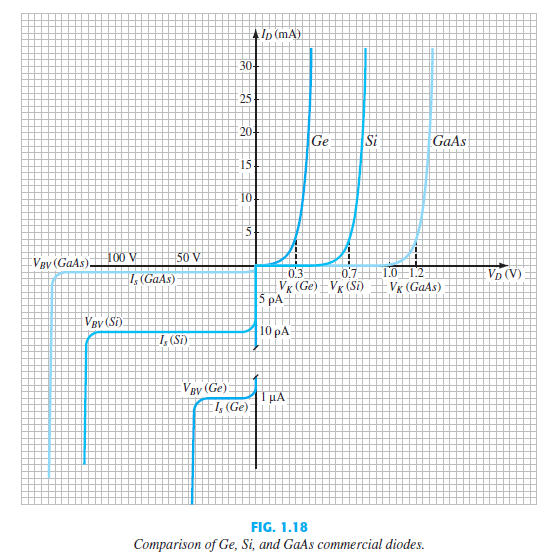 I_D (mA)
30
25
20
Ge Si GaAs
15
10
5
V_BV (GaAs) 100 V 50 V
I_s (GaAs)
0.3 0.7 1.0 1.2 V_D (V)
V_K (Ge) V_K (Si) V_K (GaAs)
5 pA
V_BV (Si)
10 pA
I_s (Si)
V_BV (Ge)
1 μA
I_s (Ge)
FIG. 1.18
Comparison of Ge, Si, and GaAs commercial diodes.